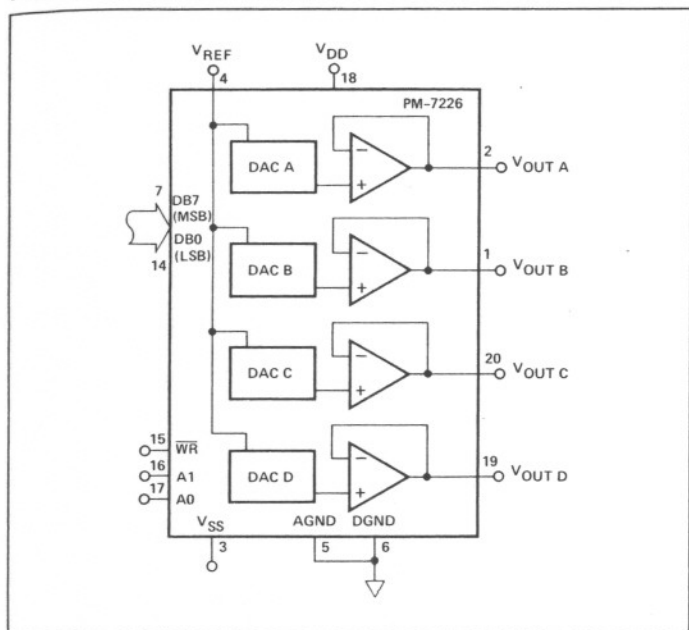 VREF
VDD
4
18
PM-7226
DAC A
−
+
2
VOUT A
7
DB7
(MSB)
DB0
(LSB)
14
DAC B
−
+
1
VOUT B
DAC C
−
+
20
VOUT C
15
WR
16
A1
17
A0
DAC D
−
+
19
VOUT D
VSS
AGND
DGND
3
5
6